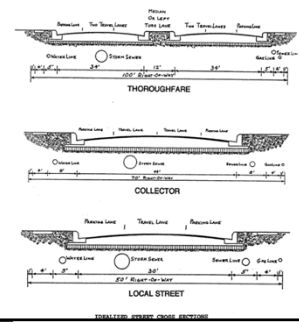 MEDIAN
OR LEFT
TURN LANE
PARKING LANE TWO TRAVEL LANES TWO TRAVEL LANES PARKING LANE
WATER LINE STORM SEWER SEWER LINE
GAS LINE
34' 12' 34'
100' RIGHT-OF-WAY
THOROUGHFARE
PARKING LANE TRAVEL LANE TRAVEL LANE PARKING LANE
WATER LINE STORM SEWER SEWER LINE GAS LINE
70' RIGHT-OF-WAY
COLLECTOR
PARKING LANE TRAVEL LANE PARKING LANE
WATER LINE STORM SEWER SEWER LINE GAS LINE
30'
50' RIGHT-OF-WAY
LOCAL STREET
IDEALIZED STREET CROSS SECTIONS